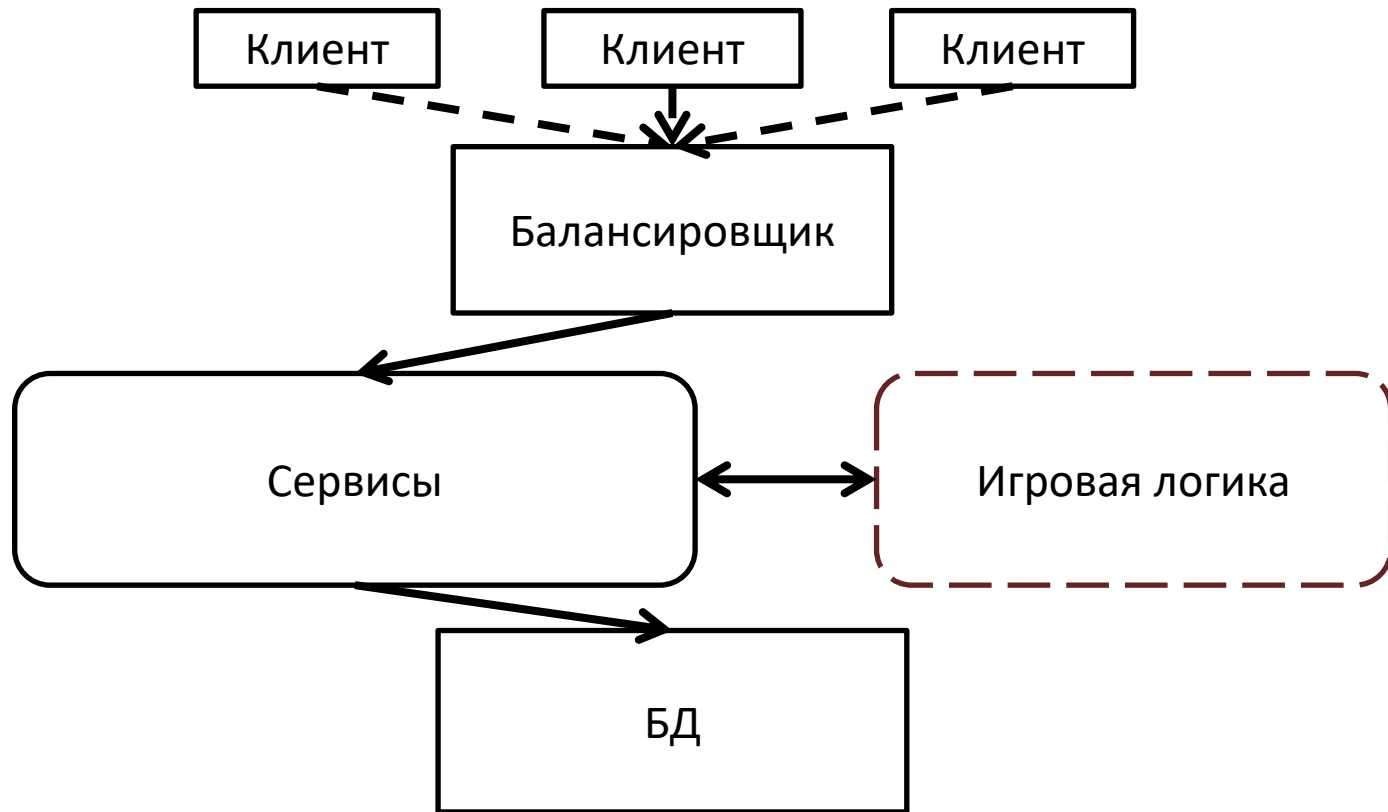 Клиент
Клиент
Клиент
Балансировщик
Сервисы
Игровая логика
БД